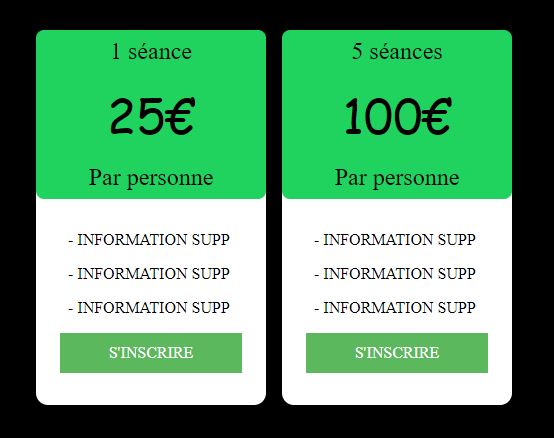 1 séance
25€
Par personne
- INFORMATION SUPP
- INFORMATION SUPP
- INFORMATION SUPP
S'INSCRIRE
5 séances
100€
Par personne
- INFORMATION SUPP
- INFORMATION SUPP
- INFORMATION SUPP
S'INSCRIRE